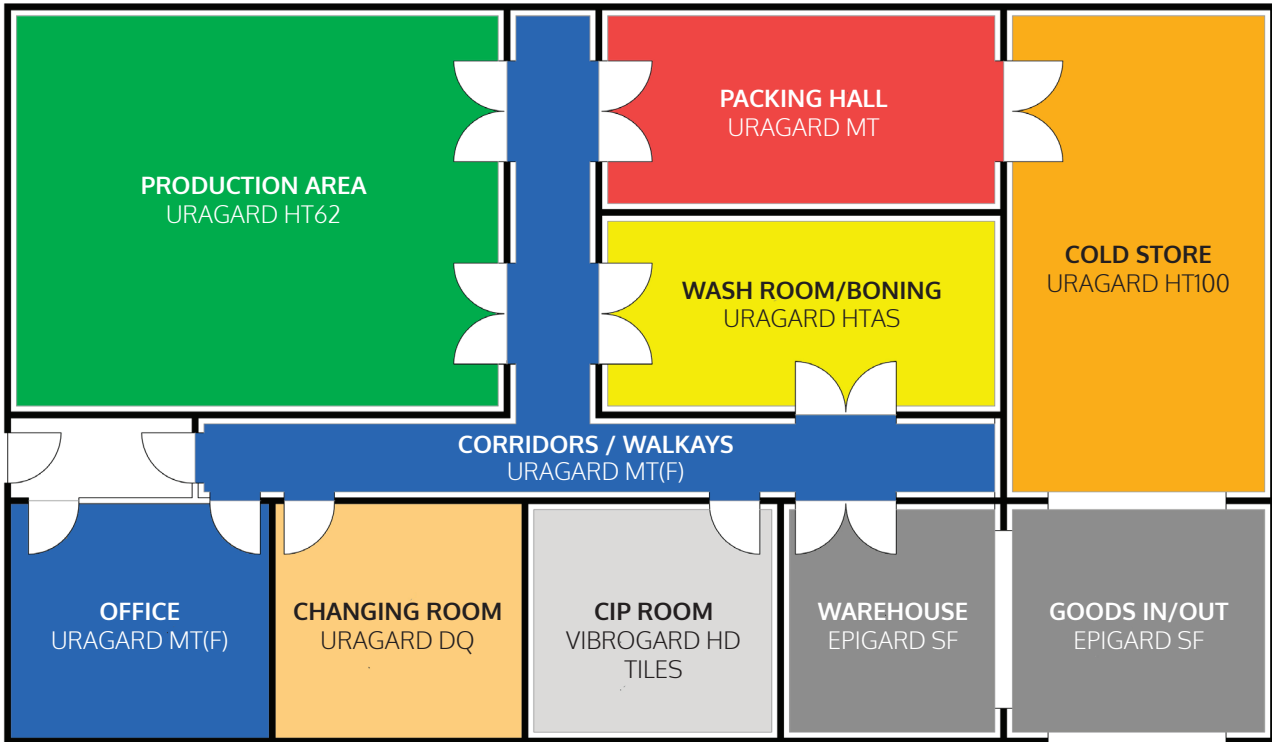 PACKING HALL
URAGARD MT
PRODUCTION AREA
URAGARD HT62
COLD STORE
URAGARD HT100
WASH ROOM/BONING
URAGARD HTAS
CORRIDORS / WALKAYS
URAGARD MT(F)
OFFICE
URAGARD MT(F)
CHANGING ROOM
URAGARD DQ
CIP ROOM
VIBROGARD HD
TILES
WAREHOUSE
EPIGARD SF
GOODS IN/OUT
EPIGARD SF